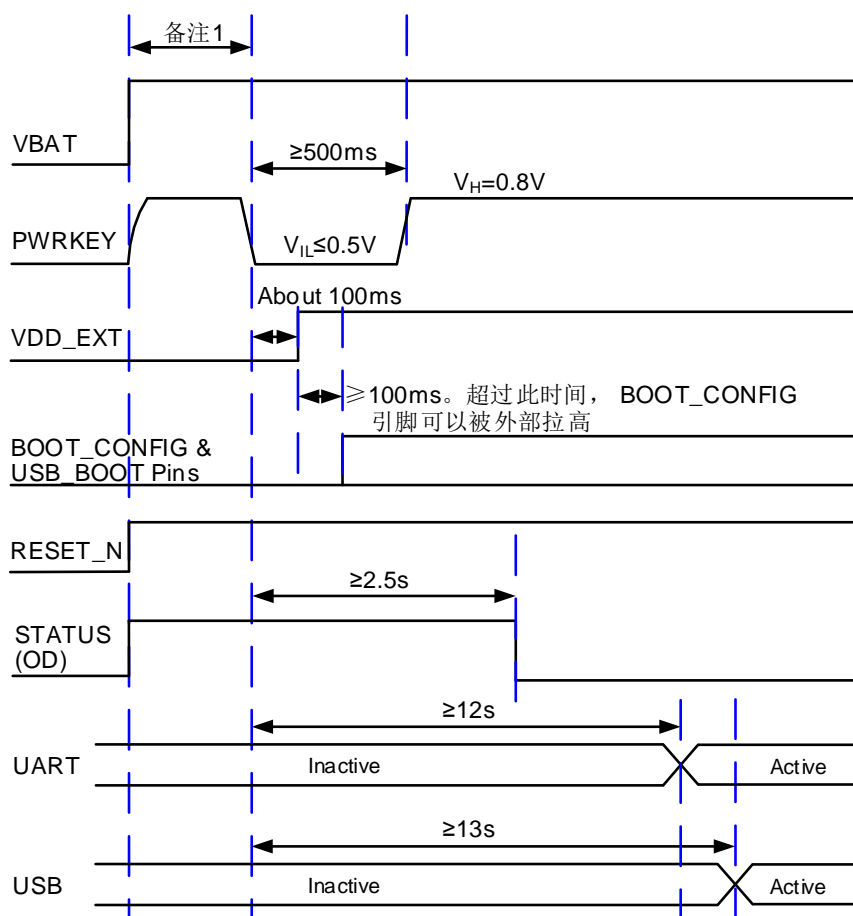 备注1
VBAT
≥500ms
VH=0.8V
PWRKEY
VIL≤0.5V
About 100ms
VDD_EXT
≥100ms。超过此时间， BOOT_CONFIG
引脚可以被外部拉高
BOOT_CONFIG &
USB_BOOT Pins
RESET_N
≥2.5s
STATUS
(OD)
≥12s
UART
Inactive
Active
≥13s
USB
Inactive
Active